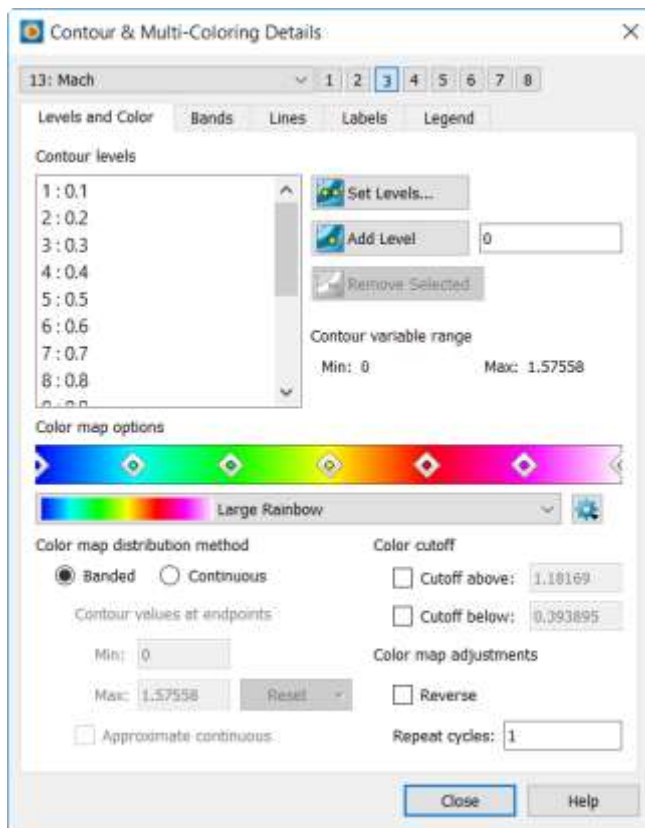 Contour & Multi-Coloring Details
13: Mach 1 2 3 4 5 6 7 8
Levels and Color Bands Lines Labels Legend
Contour levels
1 : 0.1
2 : 0.2
3 : 0.3
4 : 0.4
5 : 0.5
6 : 0.6
7 : 0.7
8 : 0.8
Set Levels...
Add Level 0
Remove Selected
Contour variable range
Min: 0 Max: 1.57558
Color map options
Large Rainbow
Color map distribution method
Banded Continuous
Contour values at endpoints
Min: 0
Max: 1.57558 Reset
Approximate continuous
Color cutoff
Cutoff above: 1.18169
Cutoff below: 0.393895
Color map adjustments
Reverse
Repeat cycles: 1
Close Help